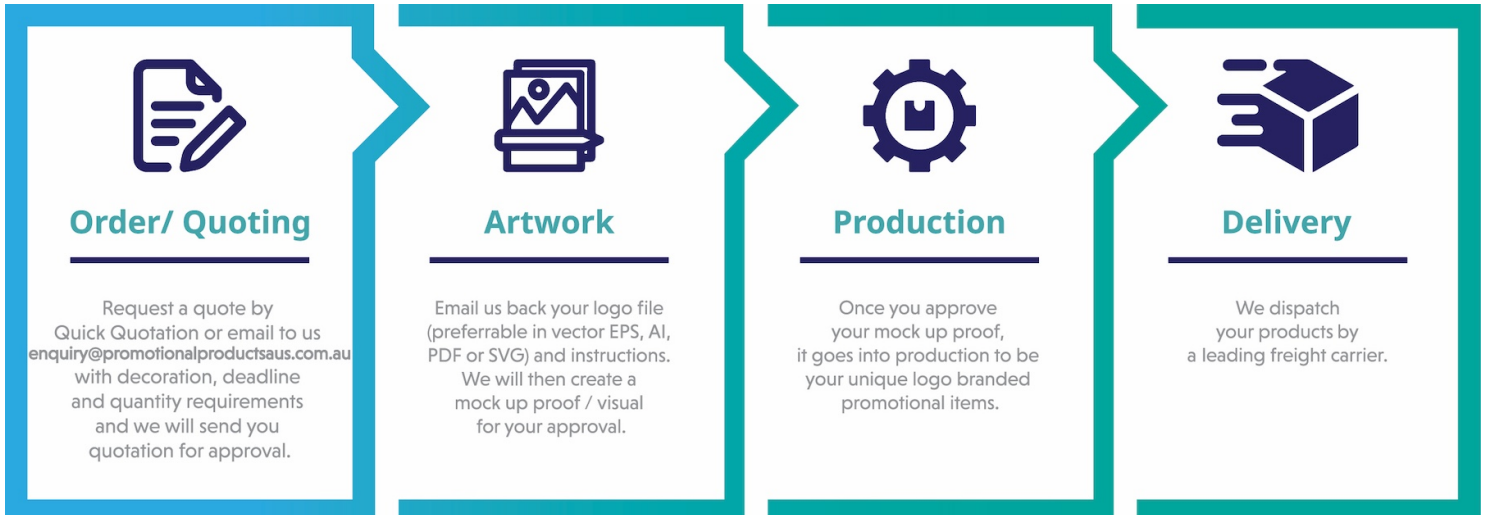 Order/ Quoting
Request a quote by
Quick Quotation or email to us
enquiry@promotionalproductsaus.com.au
with decoration, deadline
and quantity requirements
and we will send you
quotation for approval.
Artwork
Email us back your logo file
(preferrable in vector EPS, AI,
PDF or SVG) and instructions.
We will then create a
mock up proof / visual
for your approval.
Production
Once you approve
your mock up proof,
it goes into production to be
your unique logo branded
promotional items.
Delivery
We dispatch
your products by
a leading freight carrier.